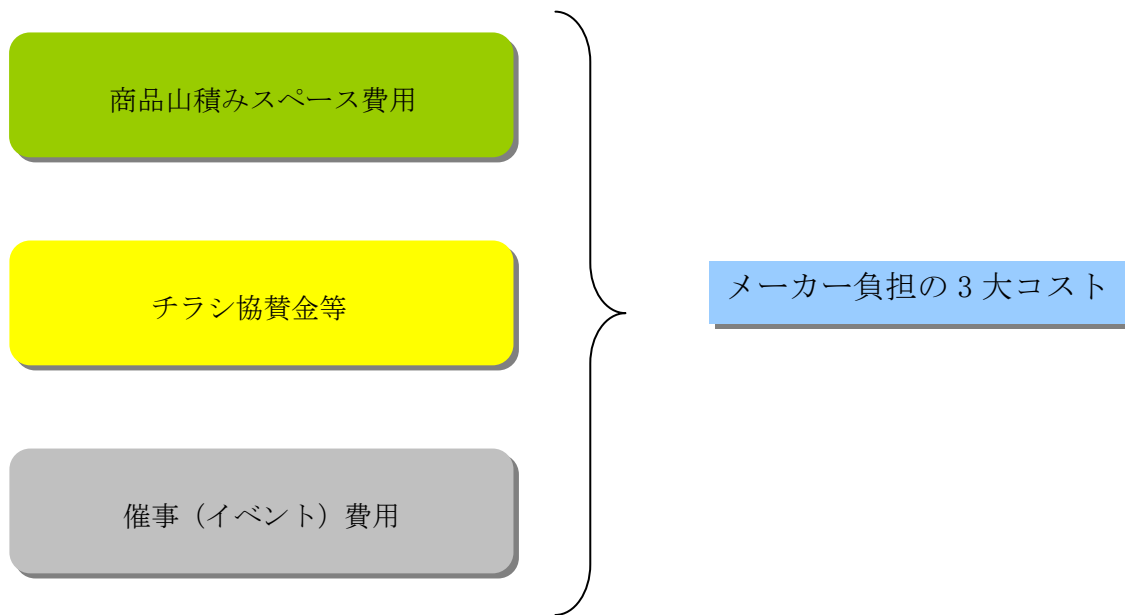 商品山積みスペース費用
チラシ協賛金等
メーカー負担の 3 大コスト
催事（イベント）費用